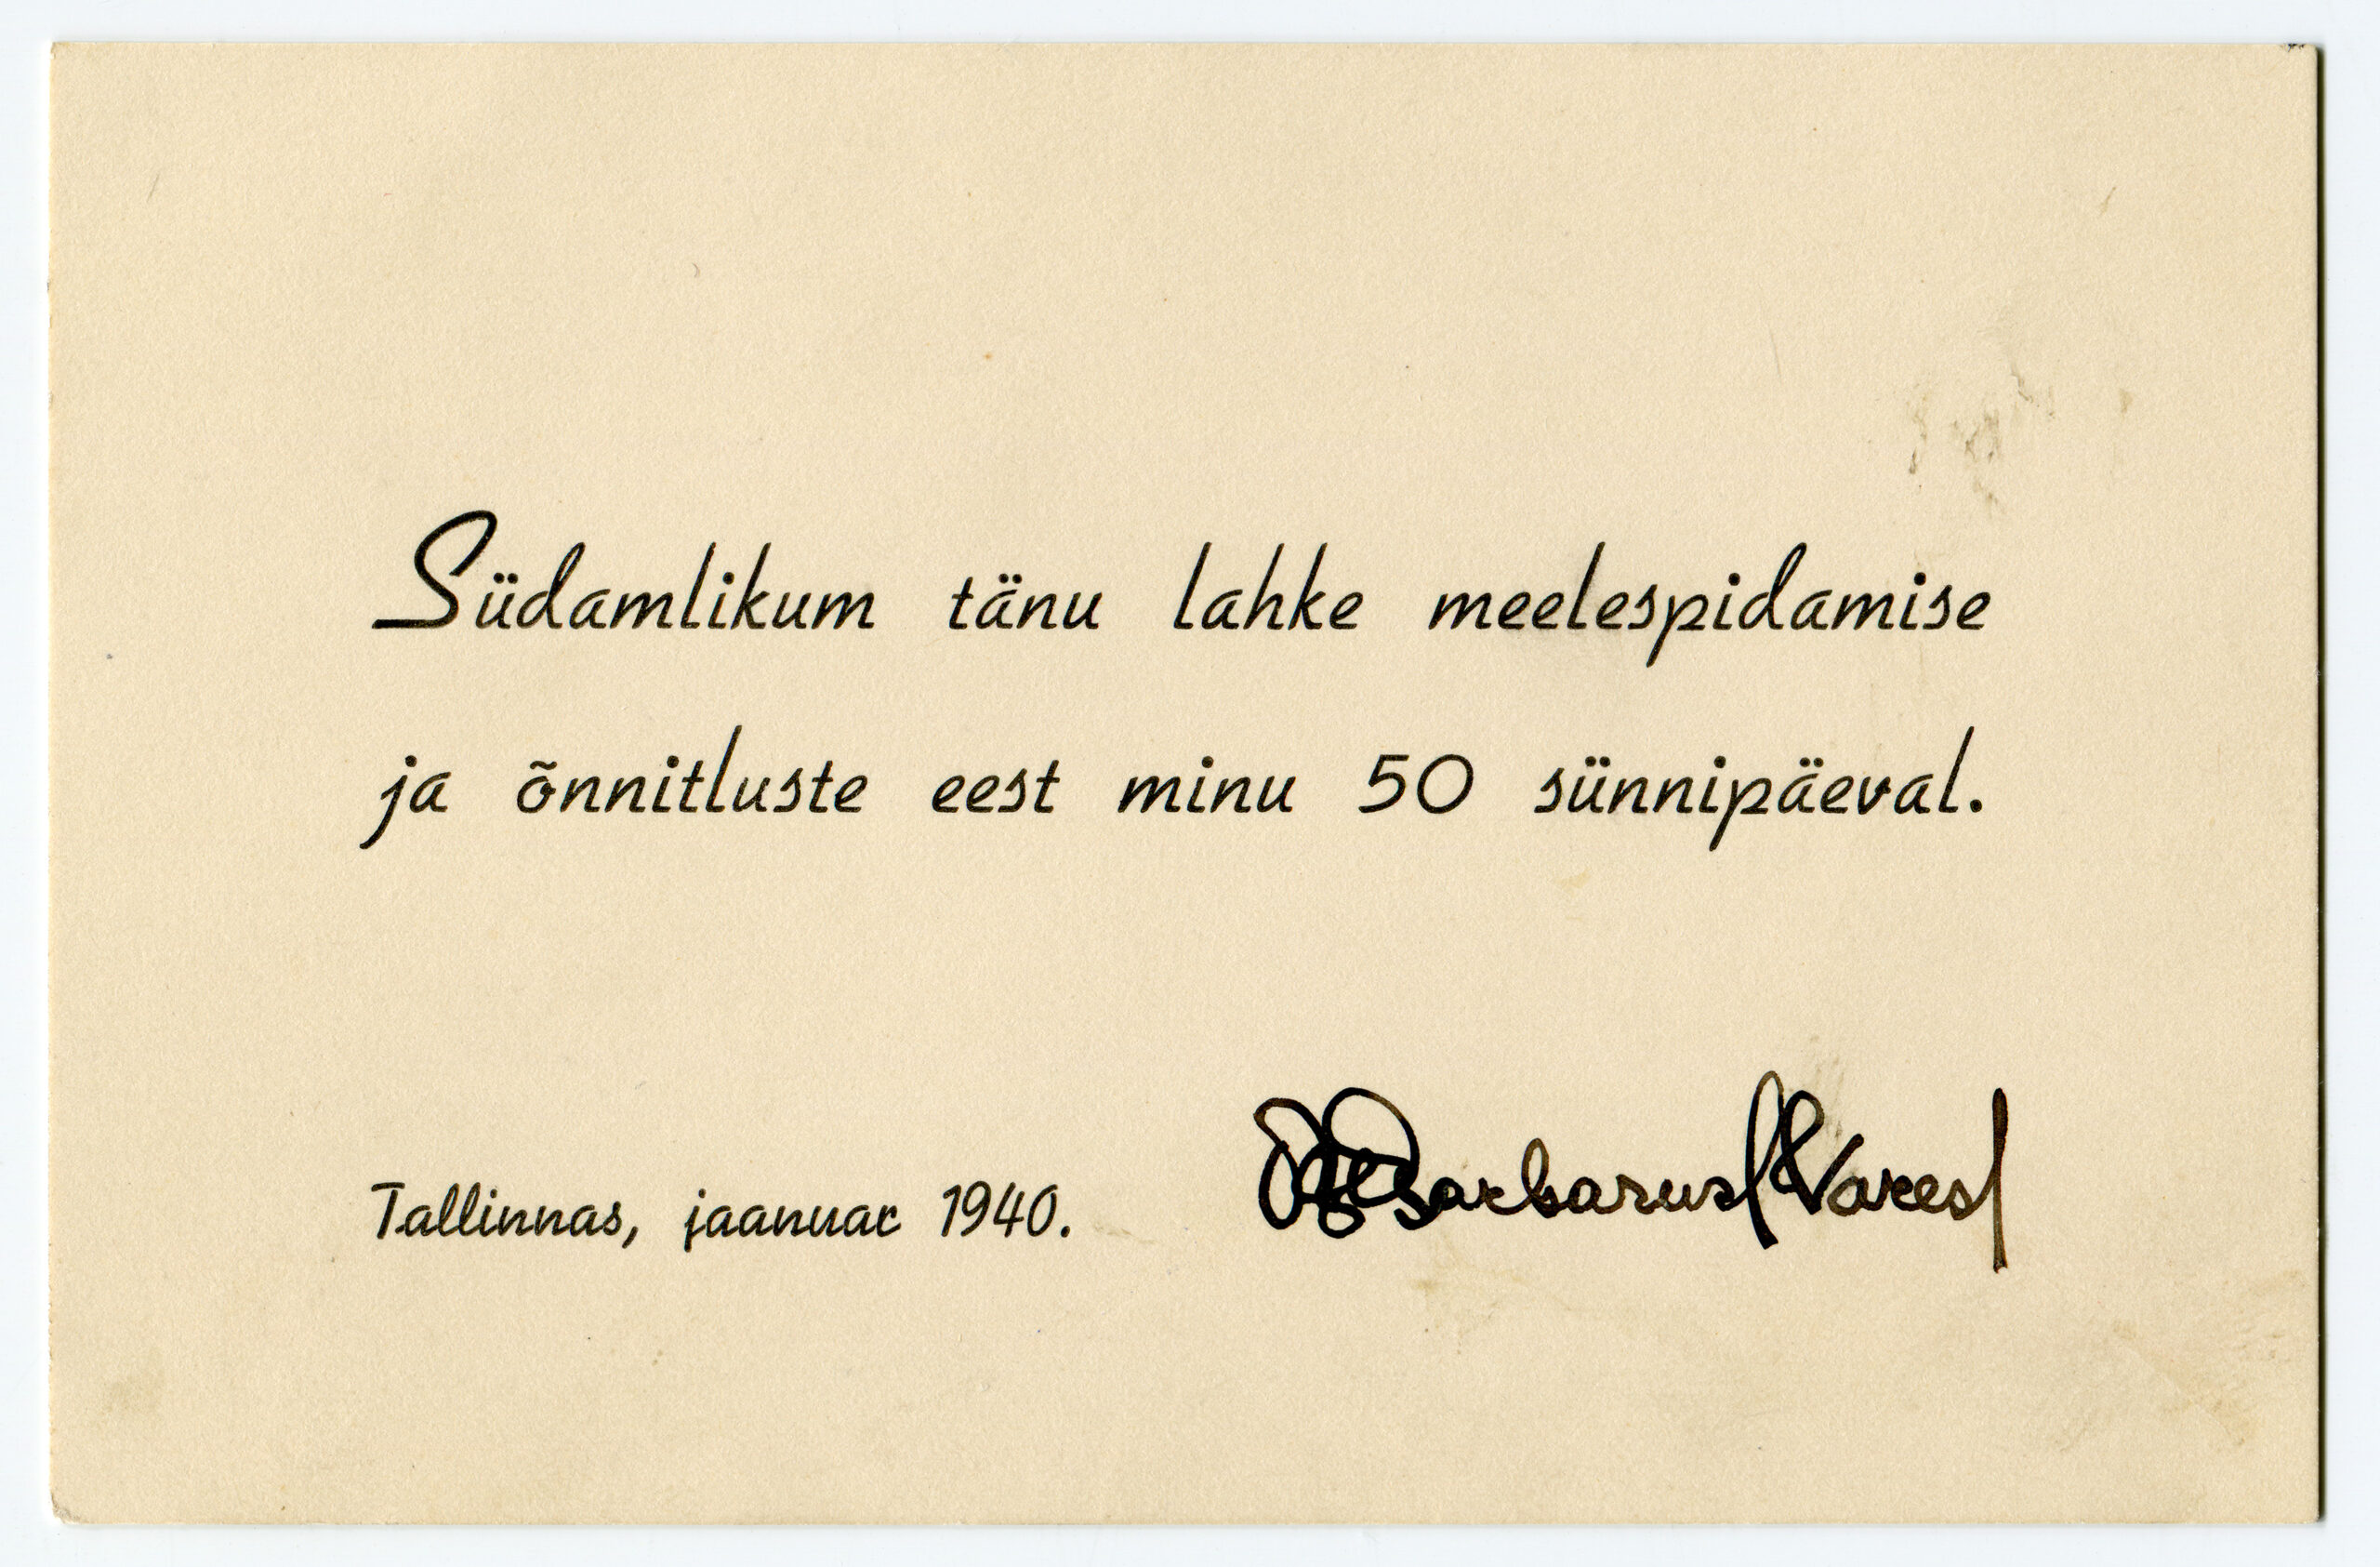 Südamlikum tänu lahke meelespidamise
ja õnnitluste eest minu 50 sünnipäeval.
Tallinnas, jaanuar 1940. Barbarus/Vares/